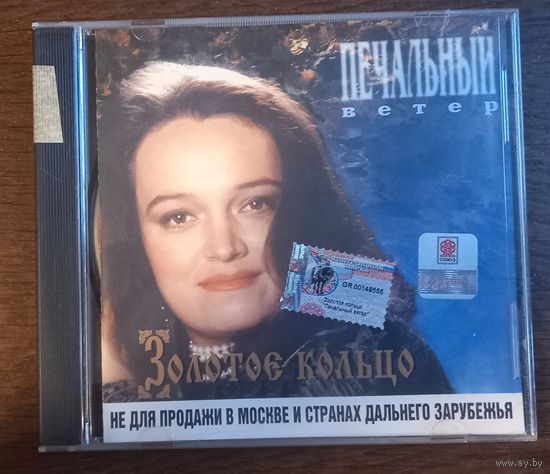 ПЕЧАЛЬНЫЙ
ветер
СОЮЗ
GR 00149555
Золотое кольцо
"Печальный ветер"
Золотое кольцо
НЕ ДЛЯ ПРОДАЖИ В МОСКВЕ И СТРАНАХ ДАЛЬНЕГО ЗАРУБЕЖЬЯ
www.ay.by